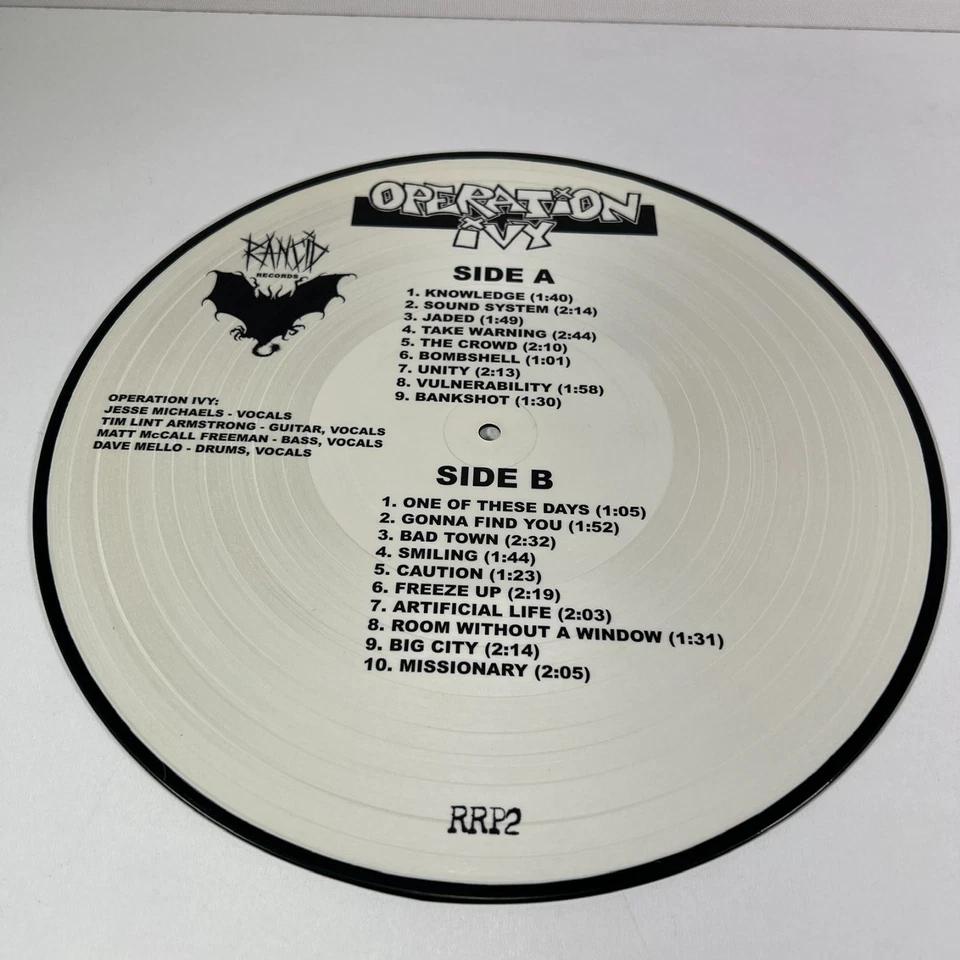 OPERATION
IVY
RANCID
RECORDS
SIDE A
1. KNOWLEDGE (1:40)
2. SOUND SYSTEM (2:14)
3. JADED (1:49)
4. TAKE WARNING (2:44)
5. THE CROWD (2:10)
6. BOMBSHELL (1:01)
7. UNITY (2:13)
8. VULNERABILITY (1:58)
9. BANKSHOT (1:30)
OPERATION IVY:
JESSE MICHAELS - VOCALS
TIM LINT ARMSTRONG - GUITAR, VOCALS
MATT McCALL FREEMAN - BASS, VOCALS
DAVE MELLO - DRUMS, VOCALS
SIDE B
1. ONE OF THESE DAYS (1:05)
2. GONNA FIND YOU (1:52)
3. BAD TOWN (2:32)
4. SMILING (1:44)
5. CAUTION (1:23)
6. FREEZE UP (2:19)
7. ARTIFICIAL LIFE (2:03)
8. ROOM WITHOUT A WINDOW (1:31)
9. BIG CITY (2:14)
10. MISSIONARY (2:05)
RRP2